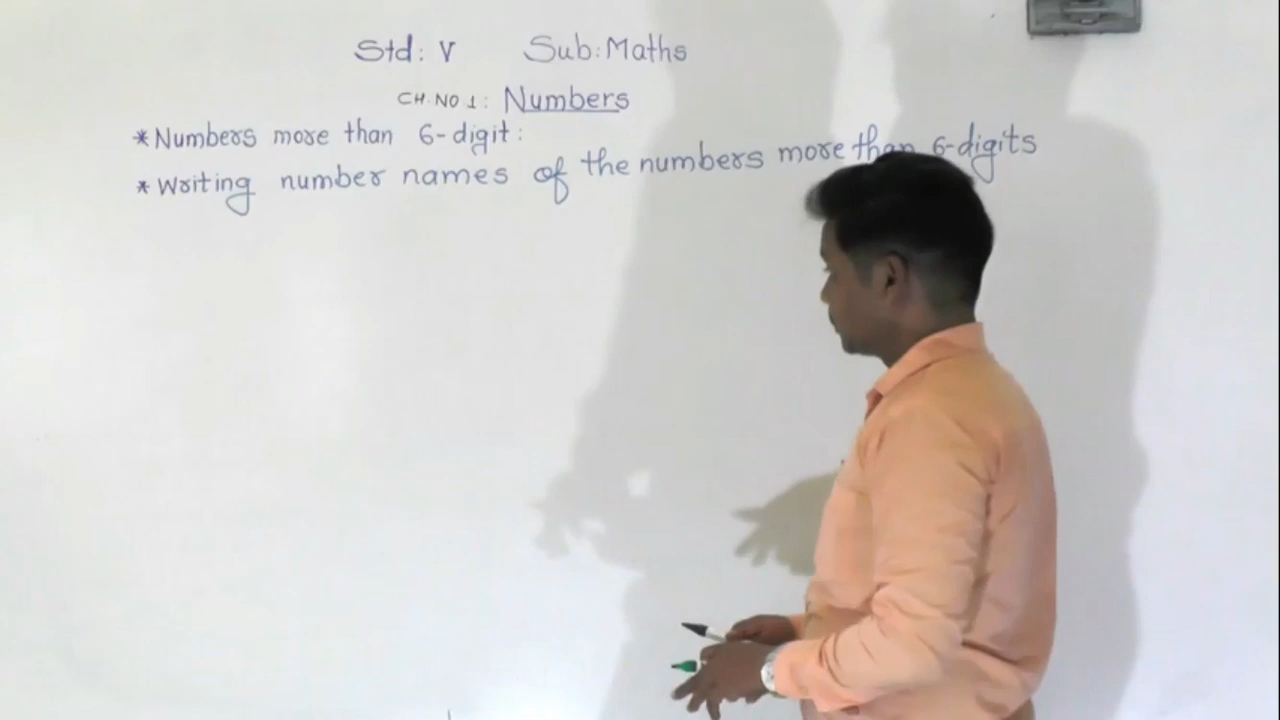 Std: V Sub: Maths
CH. NO 1: Numbers
* Numbers more than 6-digit:
* Writing number names of the numbers more than 6-digits